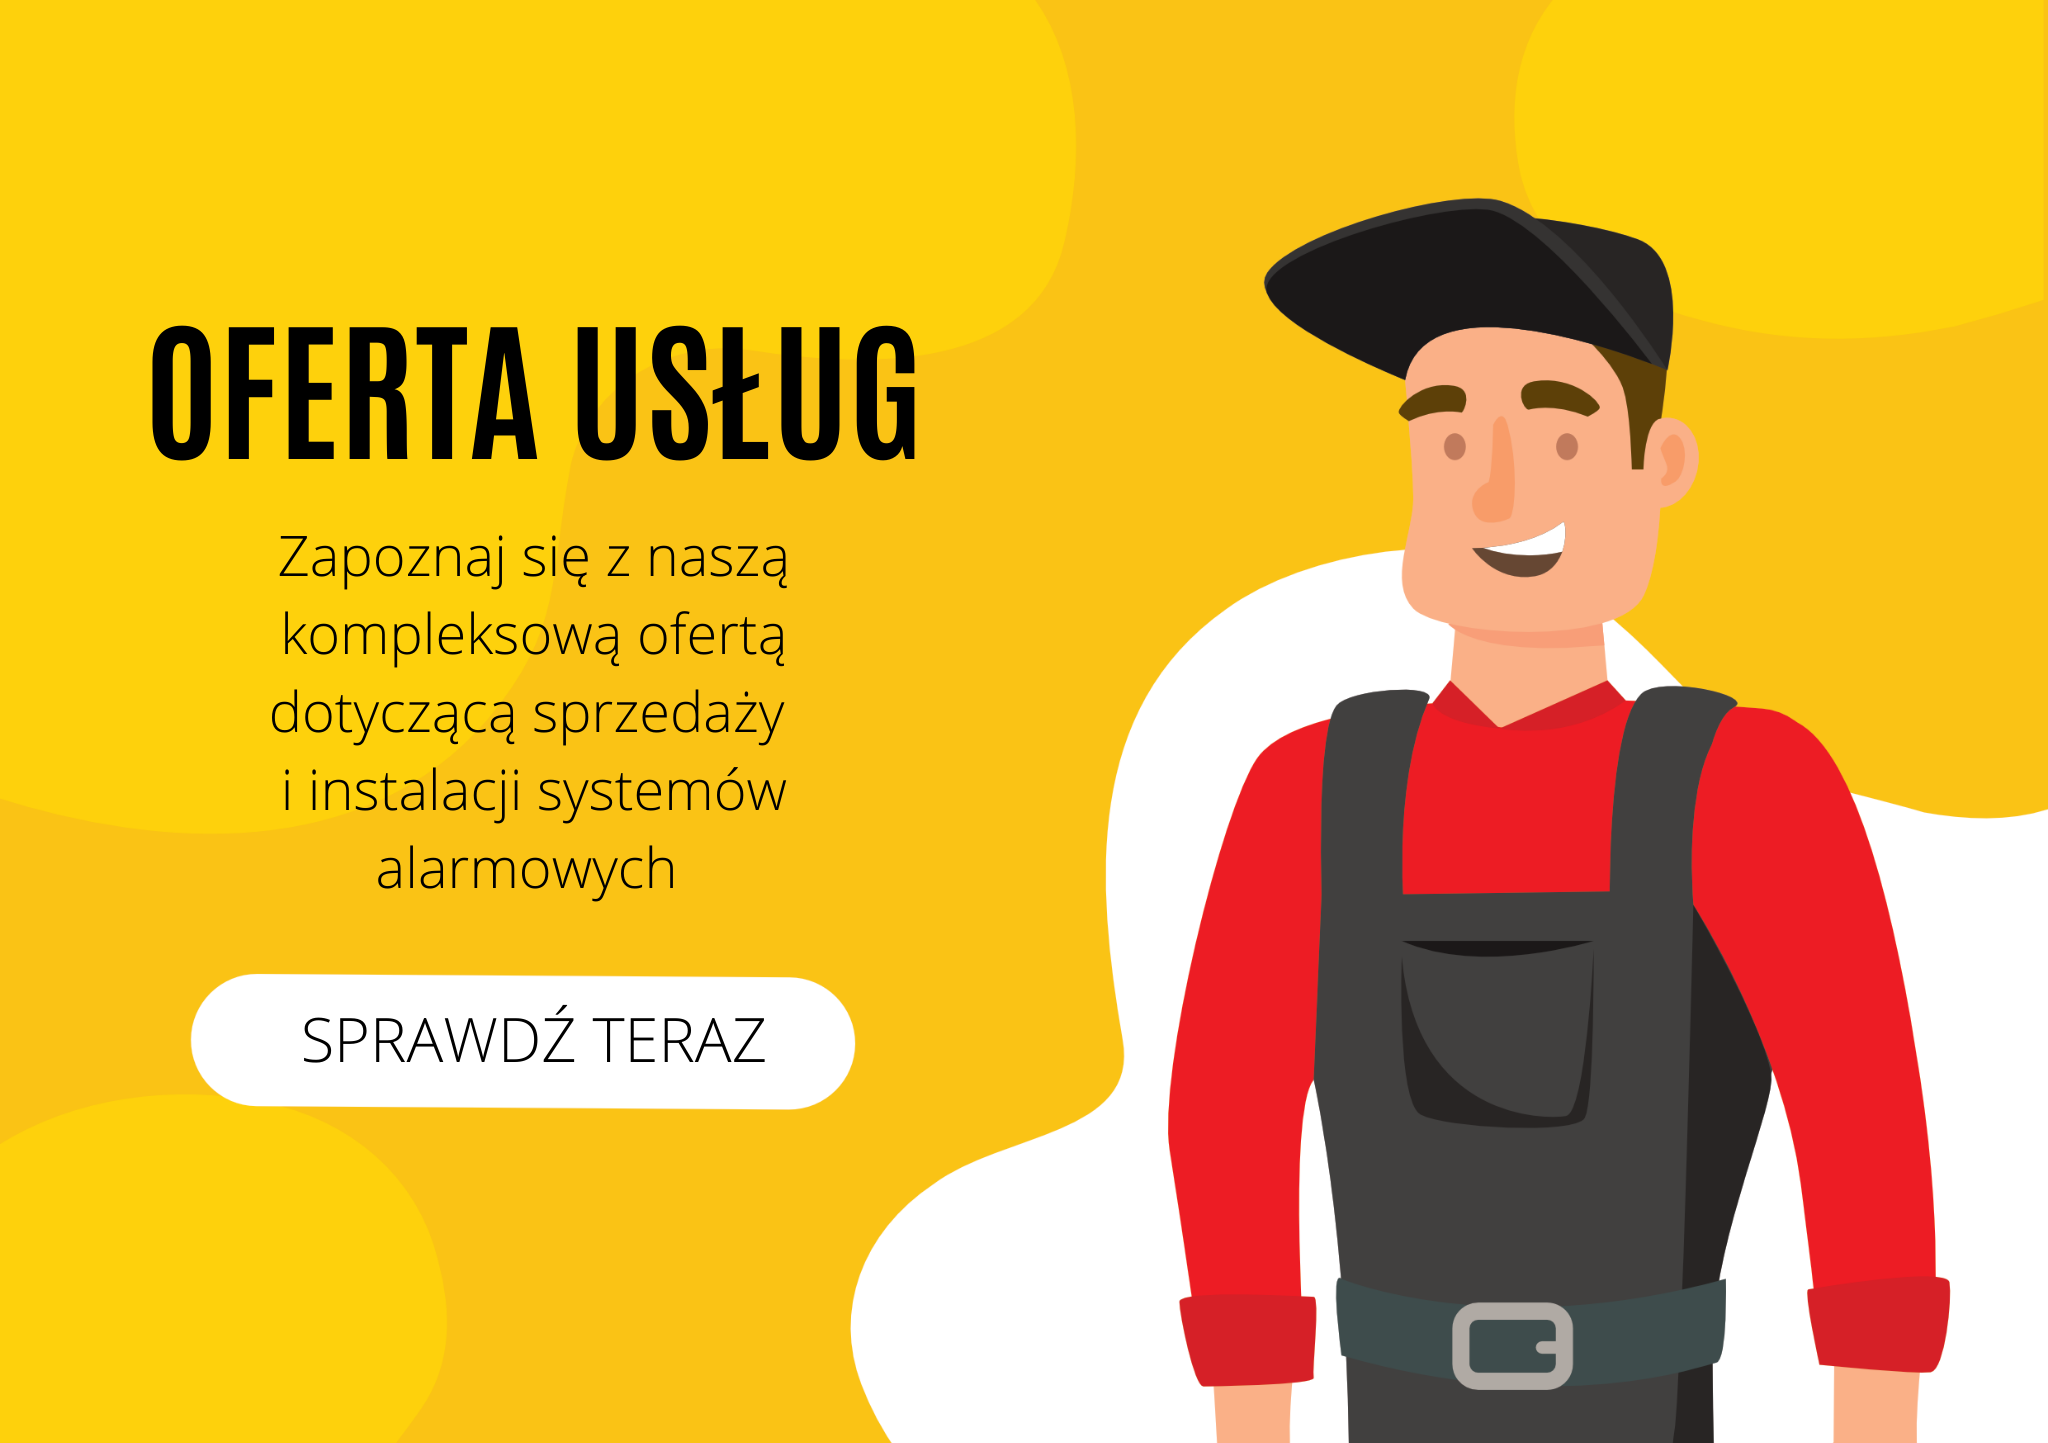 OFERTA USŁUG
Zapoznaj się z naszą
kompleksową ofertą
dotyczącą sprzedaży
i instalacji systemów
alarmowych
SPRAWDŹ TERAZ